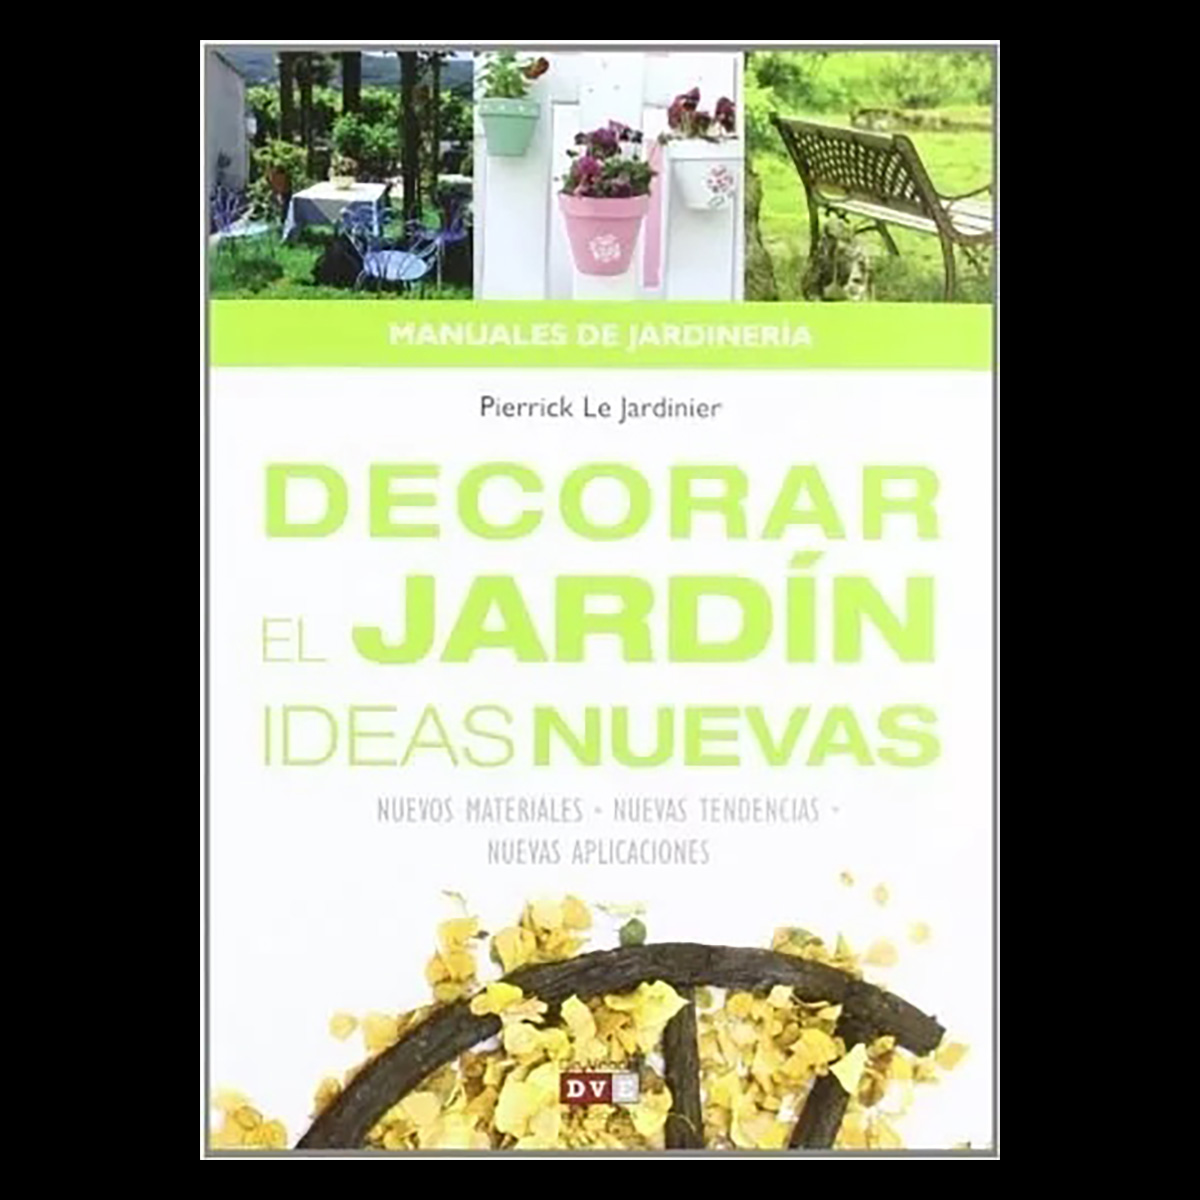 MANUALES DE JARDINERÍA
Pierrick Le Jardinier
DECORAR
EL JARDÍN
IDEAS NUEVAS
NUEVOS MATERIALES • NUEVAS TENDENCIAS •
NUEVAS APLICACIONES
DVE